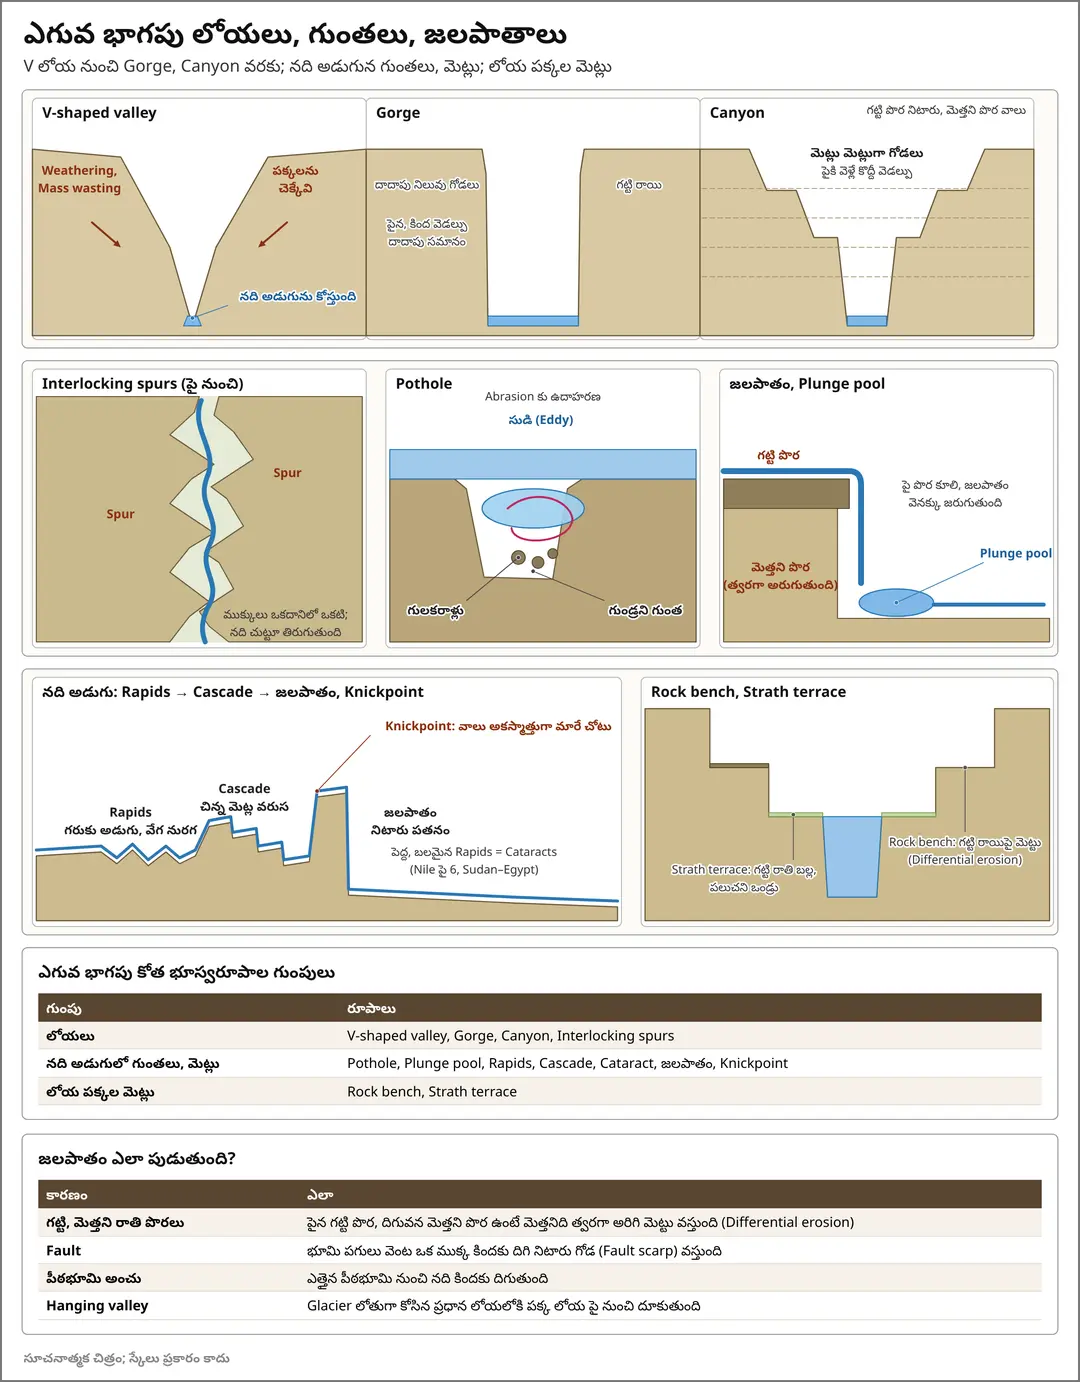 ఎగువ భాగపు లోయలు, గుంతలు, జలపాతాలు
V లోయ నుంచి Gorge, Canyon వరకు; నది అడుగున గుంతలు, మెట్లు; లోయ పక్కల మెట్లు
V-shaped valley
Weathering,
Mass wasting
పక్కలను
చెక్కేవి
నది అడుగును కోస్తుంది
Gorge
దాదాపు నిలువు గోడలు
గట్టి రాయి
పైన, కింద వెడల్పు
దాదాపు సమానం
Canyon
గట్టి పొర నిటారు, మెత్తని పొర వాలు
మెట్లు మెట్లుగా గోడలు
పైకి వెళ్లే కొద్దీ వెడల్పు
Interlocking spurs (పై నుంచి)
Spur
Spur
ముక్కులు ఒకదానిలో ఒకటి;
నది చుట్టూ తిరుగుతుంది
Pothole
Abrasion కు ఉదాహరణ
సుడి (Eddy)
గులకరాళ్లు
గుండ్రని గుంత
జలపాతం, Plunge pool
గట్టి పొర
పై పొర కూలి, జలపాతం
వెనక్కు జరుగుతుంది
Plunge pool
మెత్తని పొర
(త్వరగా అరుగుతుంది)
నది అడుగు: Rapids → Cascade → జలపాతం, Knickpoint
Knickpoint: వాలు అకస్మాత్తుగా మారే చోటు
Cascade
చిన్న మెట్ల వరుస
Rapids
గరుకు అడుగు, వేగ నురగ
జలపాతం
నిటారు పతనం
పెద్ద, బలమైన Rapids = Cataracts
(Nile పై 6, Sudan–Egypt)
Rock bench, Strath terrace
Rock bench: గట్టి రాయిపై మెట్టు
(Differential erosion)
Strath terrace: గట్టి రాతి బల్ల,
పలుచని ఒండ్రు
ఎగువ భాగపు కోత భూస్వరూపాల గుంపులు
గుంపు రూపాలు
లోయలు V-shaped valley, Gorge, Canyon, Interlocking spurs
నది అడుగులో గుంతలు, మెట్లు Pothole, Plunge pool, Rapids, Cascade, Cataract, జలపాతం, Knickpoint
లోయ పక్కల మెట్లు Rock bench, Strath terrace
జలపాతం ఎలా పుడుతుంది?
కారణం ఎలా
గట్టి, మెత్తని రాతి పొరలు పైన గట్టి పొర, దిగువన మెత్తని పొర ఉంటే మెత్తనిది త్వరగా అరిగి మెట్టు వస్తుంది (Differential erosion)
Fault భూమి పగులు వెంట ఒక ముక్క కిందకు దిగి నిటారు గోడ (Fault scarp) వస్తుంది
పీఠభూమి అంచు ఎత్తైన పీఠభూమి నుంచి నది కిందకు దిగుతుంది
Hanging valley Glacier లోతుగా కోసిన ప్రధాన లోయలోకి పక్క లోయ పై నుంచి దూకుతుంది
సూచనాత్మక చిత్రం; స్కేలు ప్రకారం కాదు